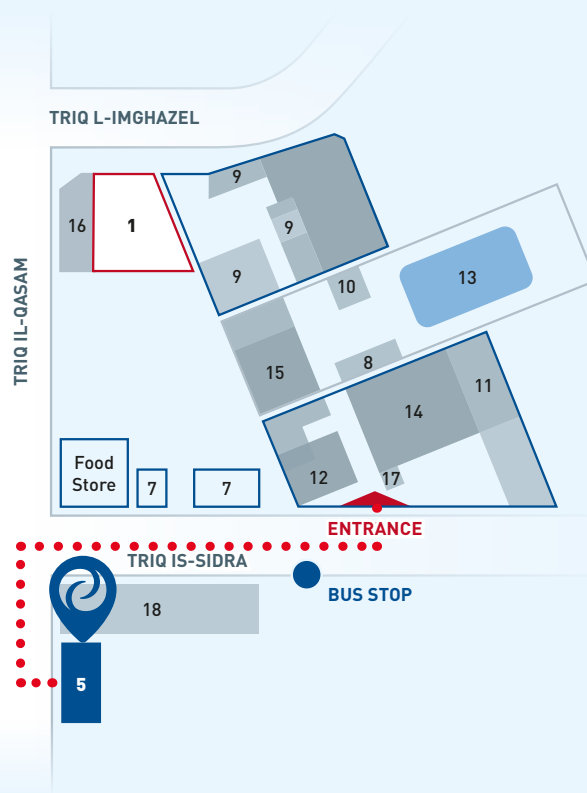 TRIQ L-IMGHAZEL
9
16
1
9
9
10
13
TRIQ IL-QASAM
15
8
11
14
Food
Store
7
7
12
17
ENTRANCE
TRIQ IS-SIDRA
BUS STOP
18
5